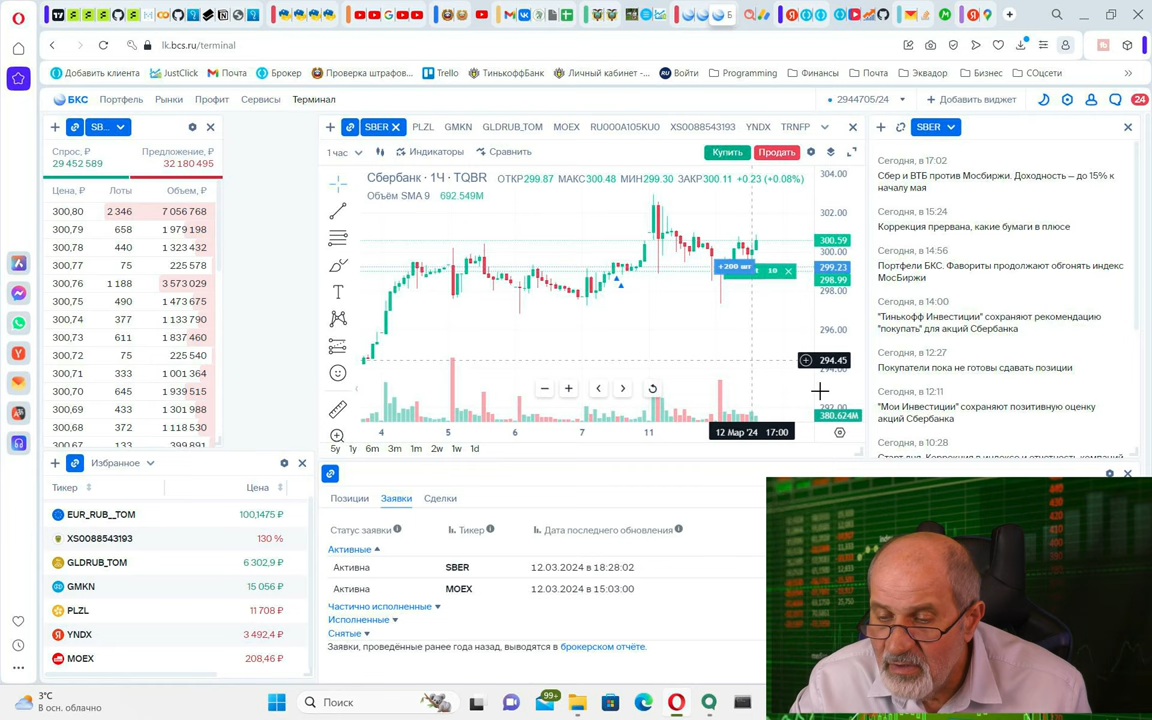 lk.bcs.ru/terminal
Добавить клиента
JustClick
Почта
Брокер
Проверка штрафов...
Trello
ТинькоффБанк
Личный кабинет -...
Войти
Programming
Финансы
Почта
Эквадор
Бизнес
СОцсети
БКС
Портфель
Рынки
Профит
Сервисы
Терминал
2944705/24
Добавить виджет
24
SB...
Спрос, ₽
Предложение, ₽
29 452 589
32 180 495
Цена, ₽ Лоты Объем, ₽
300,80 2 346 7 056 768
300,79 658 1 979 198
300,78 440 1 323 432
300,77 75 225 578
300,76 1 188 3 573 029
300,75 490 1 473 675
300,74 377 1 133 790
300,73 611 1 837 460
300,72 75 225 540
300,71 333 1 001 364
300,70 645 1 939 515
300,69 433 1 301 988
300,68 372 1 118 530
300,67 133 399 891
SBER PLZL GMKN GLDRUB_TOM MOEX RU000A105KU0 XS0088543193 YNDX TRNFP
1 час
Индикаторы
Сравнить
Купить
Продать
Сбербанк · 1Ч · TQBR ОТКР299.87 МАКС300.48 МИН299.30 ЗАКР300.11 +0.23 (+0.08%)
Объём SMA 9 692.549M
304.00
302.00
300.59
300.00
299.23
298.99
298.00
296.00
294.45
380.624M
+200 шт
10
4 5 6 7 11
12 Мар '24 17:00
5y 1y 6m 3m 1m 2w 1w 1d
SBER
Сегодня, в 17:02
Сбер и ВТБ против Мосбиржи. Доходность — до 15% к
началу мая
Сегодня, в 15:24
Коррекция прервана, какие бумаги в плюсе
Сегодня, в 14:56
Портфели БКС. Фавориты продолжают обгонять индекс
МосБиржи
Сегодня, в 14:00
"Тинькофф Инвестиции" сохраняют рекомендацию
"покупать" для акций Сбербанка
Сегодня, в 12:27
Покупатели пока не готовы сдавать позиции
Сегодня, в 12:11
"Мои Инвестиции" сохраняют позитивную оценку
акций Сбербанка
Сегодня, в 10:28
Избранное
Тикер Цена
EUR_RUB__TOM 100,1475 ₽
XS0088543193 130 %
GLDRUB_TOM 6 302,9 ₽
GMKN 15 056 ₽
PLZL 11 708 ₽
YNDX 3 492,4 ₽
MOEX 208,46 ₽
Позиции Заявки Сделки
Статус заявки Тикер Дата последнего обновления
Активные
Активна SBER 12.03.2024 в 18:28:02
Активна MOEX 12.03.2024 в 15:03:00
Частично исполненные
Исполненные
Снятые
Заявки, проведённые ранее года назад, выводятся в брокерском отчёте.
3°C
В осн. облачно
Поиск
99+